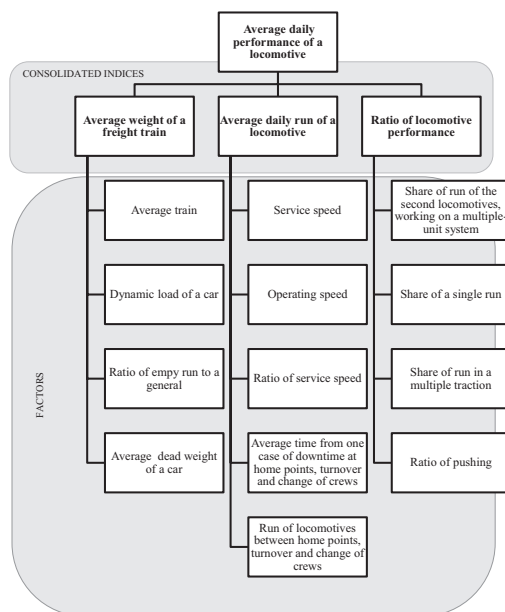 Average daily
performance of a
locomotive
CONSOLIDATED INDICES
Average weight of a
freight train
Average daily run of a
locomotive
Ratio of locomotive
performance
FACTORS
Average train
Dynamic load of a car
Ratio of empy run to a
general
Average dead weight
of a car
Service speed
Operating speed
Ratio of service speed
Average time from one
case of downtime at
home points, turnover
and change of crews
Run of locomotives
between home points,
turnover and change of
crews
Share of run of the
second locomotives,
working on a multiple-
unit system
Share of a single run
Share of run in a
multiple traction
Ratio of pushing